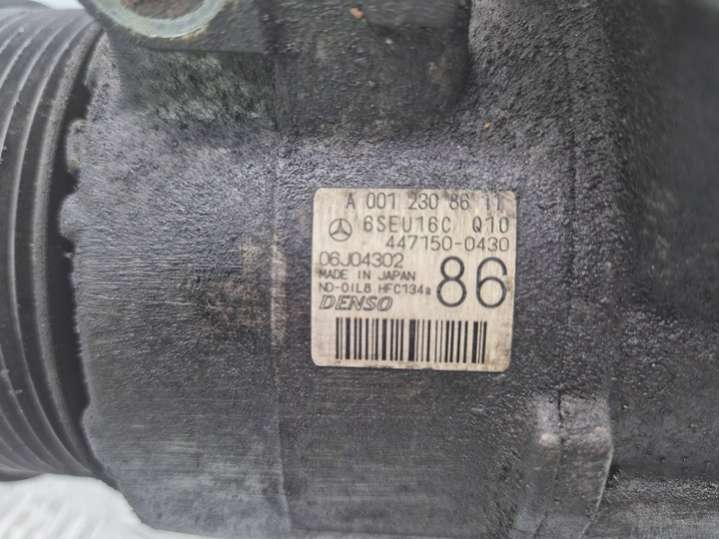 A 001 230 86 11
6SEU16C Q10
447150-0430
06J04302
MADE IN JAPAN
ND-OIL8 HFC134a
86
DENSO